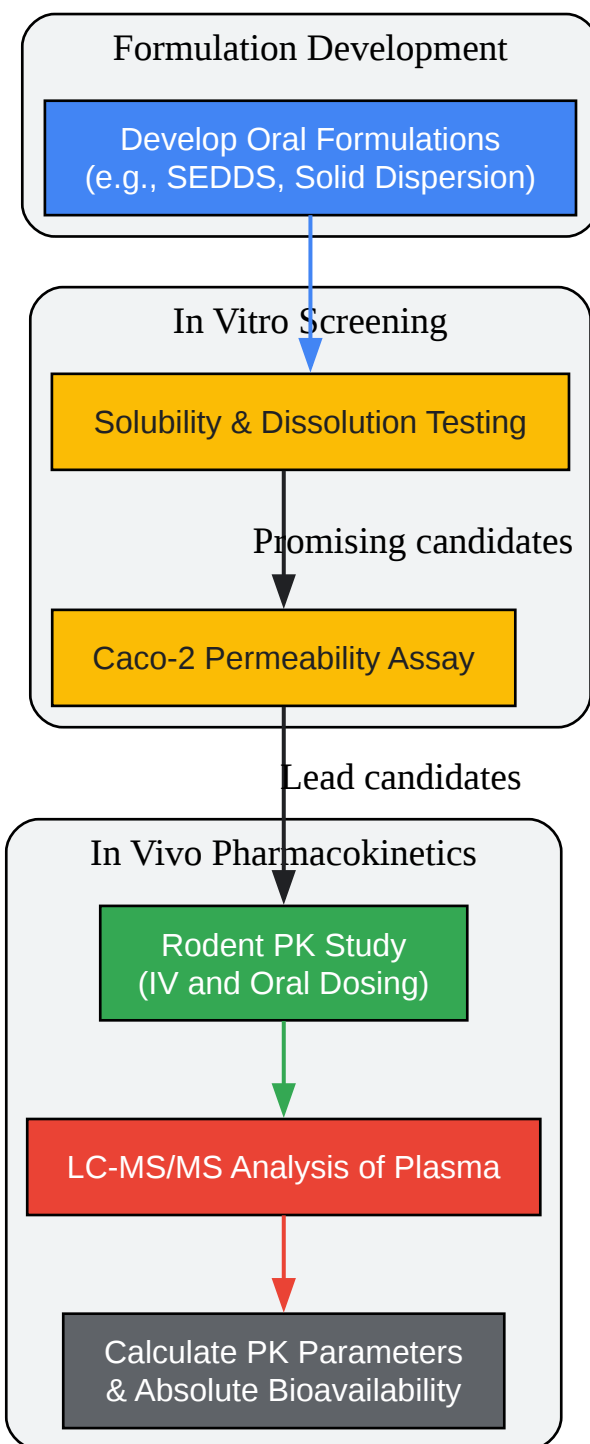 Formulation Development
Develop Oral Formulations
(e.g., SEDDS, Solid Dispersion)
In Vitro Screening
Solubility & Dissolution Testing
Promising candidates
Caco-2 Permeability Assay
Lead candidates
In Vivo Pharmacokinetics
Rodent PK Study
(IV and Oral Dosing)
LC-MS/MS Analysis of Plasma
Calculate PK Parameters
& Absolute Bioavailability